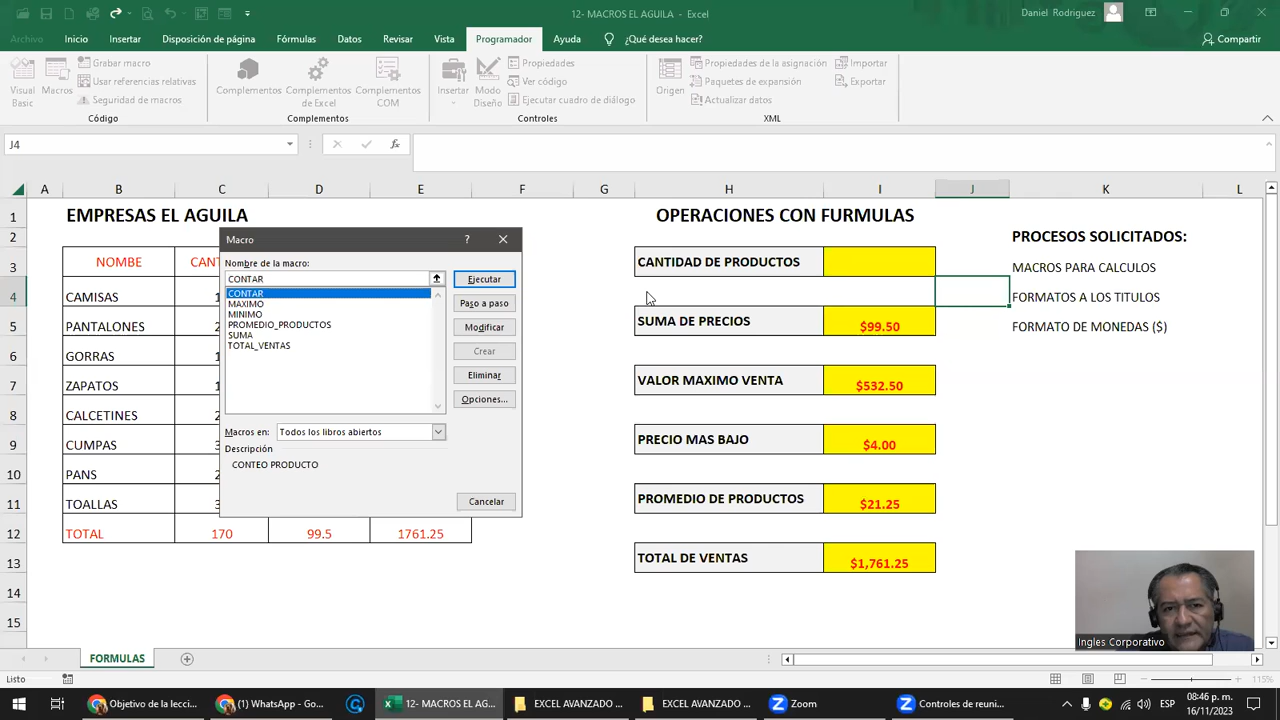 12- MACROS EL AGUILA - Excel
Daniel Rodriguez
Archivo Inicio Insertar Disposición de página Fórmulas Datos Revisar Vista Programador Ayuda ¿Qué desea hacer? Compartir
Visual Basic
Macros
Grabar macro
Usar referencias relativas
Seguridad de macros
Código
Complementos
Complementos de Excel
Complementos COM
Complementos
Insertar
Modo Diseño
Propiedades
Ver código
Ejecutar cuadro de diálogo
Controles
Origen
Propiedades de la asignación
Paquetes de expansión
Actualizar datos
Importar
Exportar
XML
J4
fx
A B C D E F G H I J K L
1 EMPRESAS EL AGUILA OPERACIONES CON FURMULAS
2 PROCESOS SOLICITADOS:
3 NOMBE CANT CANTIDAD DE PRODUCTOS MACROS PARA CALCULOS
4 CAMISAS 1 FORMATOS A LOS TITULOS
5 PANTALONES 1 SUMA DE PRECIOS $99.50 FORMATO DE MONEDAS ($)
6 GORRAS 1
7 ZAPATOS 1 VALOR MAXIMO VENTA $532.50
8 CALCETINES 2
9 CUMPAS 3 PRECIO MAS BAJO $4.00
10 PANS 2
11 TOALLAS 3 PROMEDIO DE PRODUCTOS $21.25
12 TOTAL 170 99.5 1761.25
13 TOTAL DE VENTAS $1,761.25
14
15
Macro
?
Nombre de la macro:
CONTAR
CONTAR
MAXIMO
MINIMO
PROMEDIO_PRODUCTOS
SUMA
TOTAL_VENTAS
Ejecutar
Paso a paso
Modificar
Crear
Eliminar
Opciones...
Macros en: Todos los libros abiertos
Descripción
CONTEO PRODUCTO
Cancelar
Ingles Corporativo
FORMULAS
Listo
115%
Objetivo de la lecci...
(1) WhatsApp - Go...
12- MACROS EL AG...
EXCEL AVANZADO ...
EXCEL AVANZADO ...
Zoom
Controles de reuni...
ESP
08:46 p. m.
16/11/2023